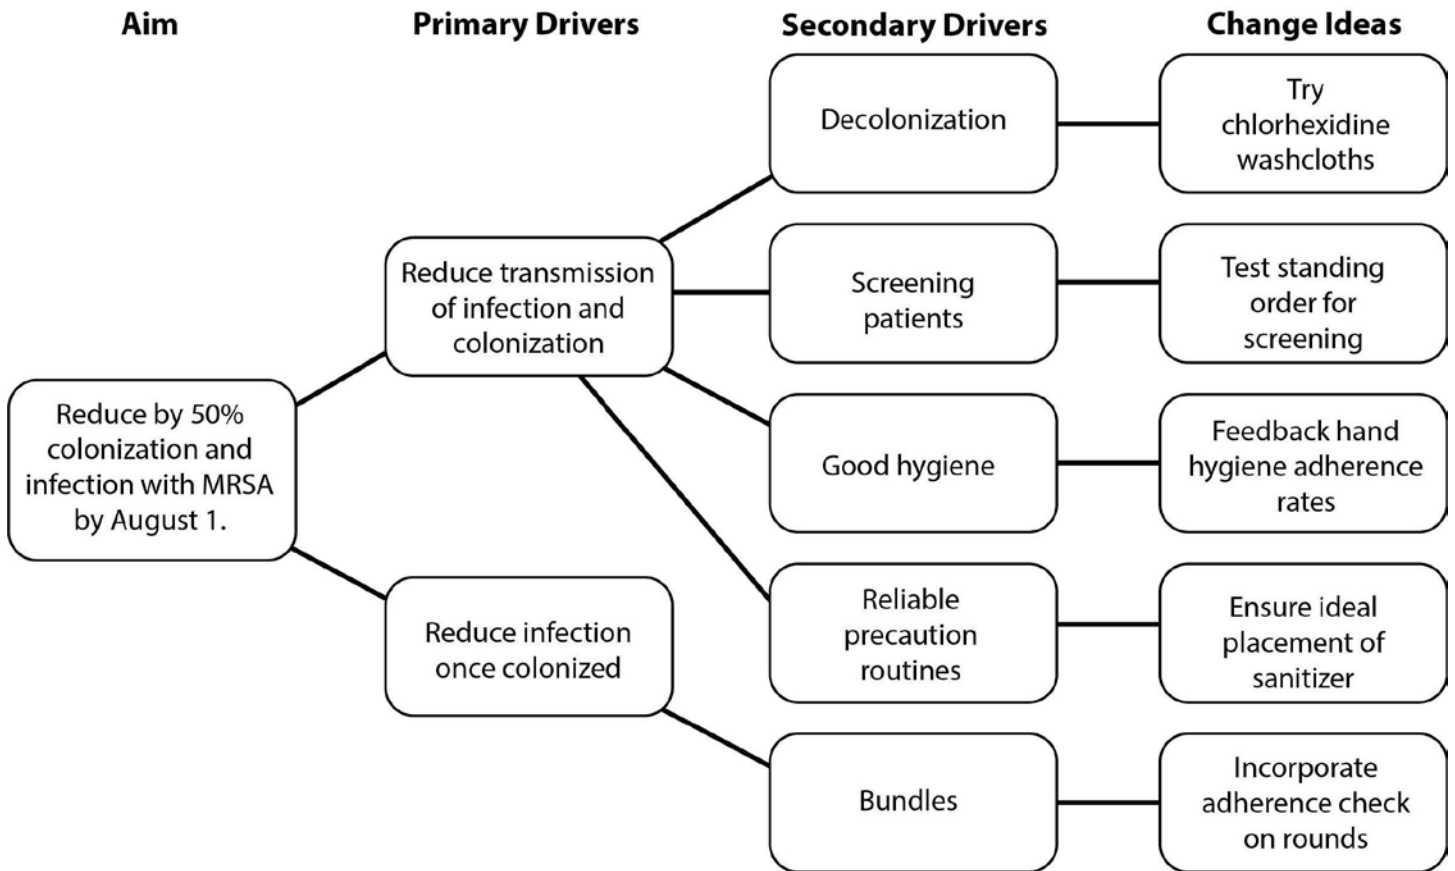 Aim
Primary Drivers
Secondary Drivers
Change Ideas
Reduce by 50%
colonization and
infection with MRSA
by August 1.
Reduce transmission
of infection and
colonization
Reduce infection
once colonized
Decolonization
Screening
patients
Good hygiene
Reliable
precaution
routines
Bundles
Try
chlorhexidine
washcloths
Test standing
order for
screening
Feedback hand
hygiene adherence
rates
Ensure ideal
placement of
sanitizer
Incorporate
adherence check
on rounds